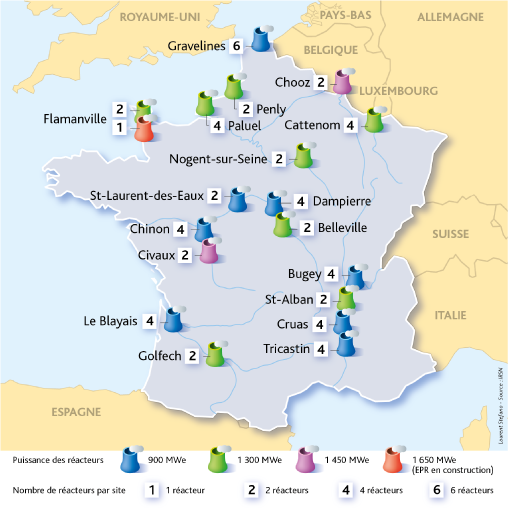 ROYAUME-UNI
PAYS-BAS
ALLEMAGNE
Gravelines 6
BELGIQUE
Chooz 2
LUXEMBOURG
2
Flamanville
1
2 Penly
4 Paluel
Cattenom 4
Nogent-sur-Seine 2
St-Laurent-des-Eaux 2
4 Dampierre
Chinon 4
2 Belleville
SUISSE
Civaux 2
Bugey 4
St-Alban 2
ITALIE
Le Blayais 4
Cruas 4
Golfech 2
Tricastin 4
ESPAGNE
Laurent Stefano - Source : IRSN
Puissance des réacteurs 900 MWe 1 300 MWe 1 450 MWe 1 650 MWe
(EPR en construction)
Nombre de réacteurs par site 1 1 réacteur 2 2 réacteurs 4 4 réacteurs 6 6 réacteurs